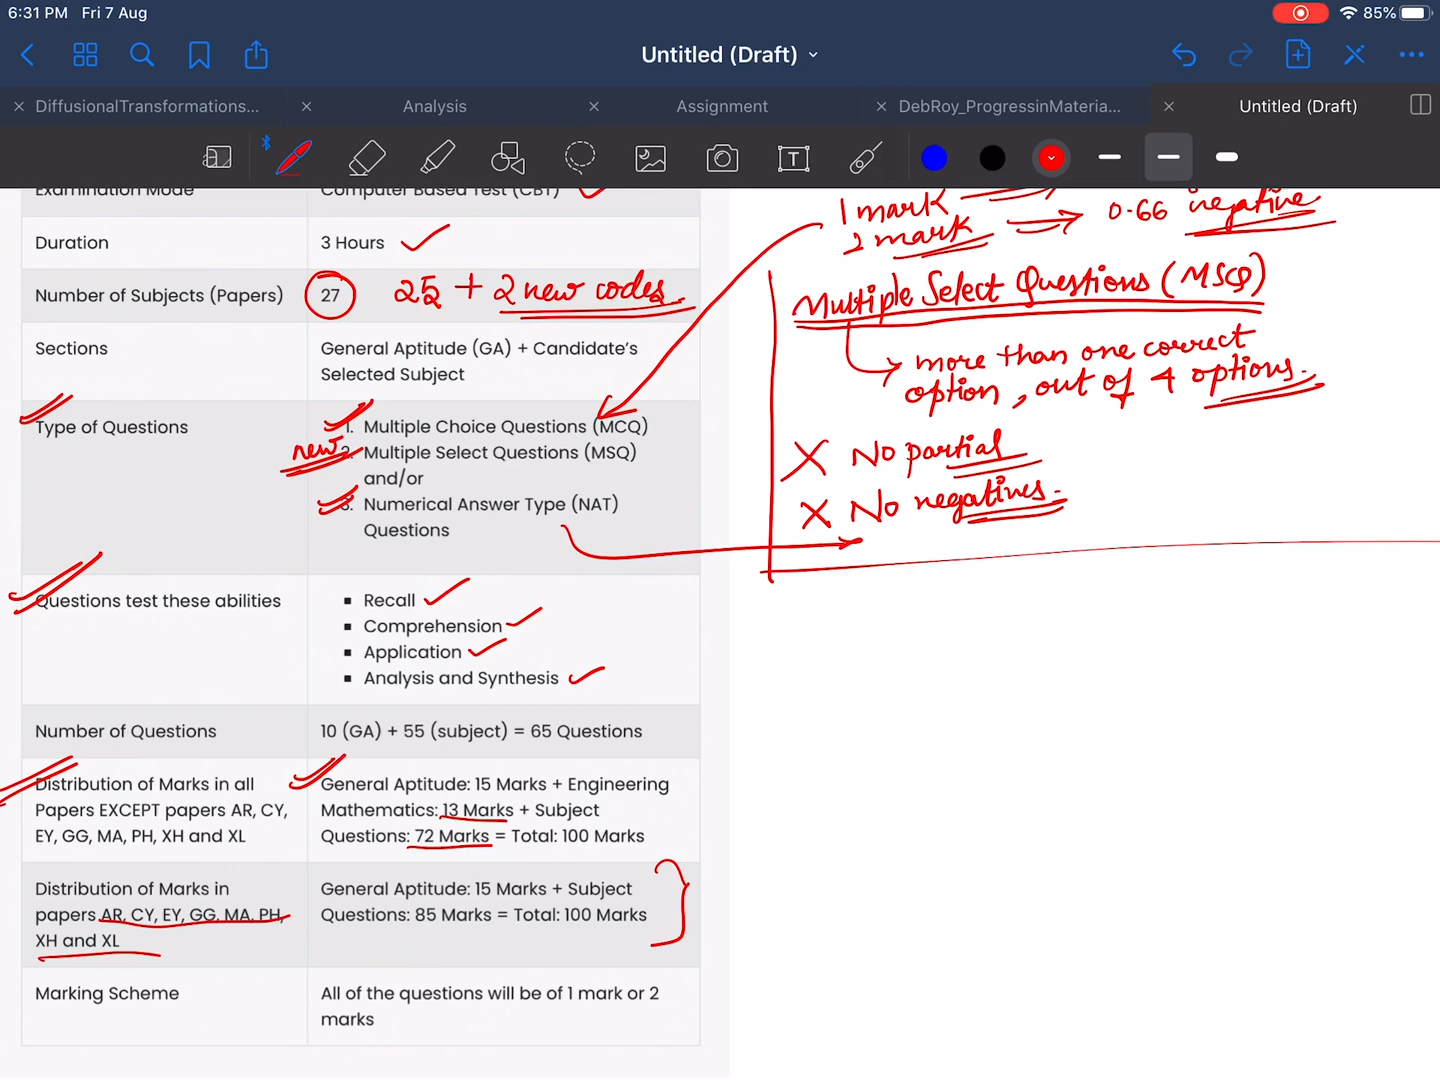 6:31 PM Fri 7 Aug
85%
Untitled (Draft)
DiffusionalTransformations...
Analysis
Assignment
DebRoy_ProgressinMateria...
Untitled (Draft)
T
Examination Mode
Computer Based Test (CBT)
Duration
3 Hours
Number of Subjects (Papers)
27
25 + 2 new codes.
Sections
General Aptitude (GA) + Candidate's
Selected Subject
Type of Questions
1. Multiple Choice Questions (MCQ)
new
2. Multiple Select Questions (MSQ)
and/or
3. Numerical Answer Type (NAT)
Questions
Questions test these abilities
▪ Recall
▪ Comprehension
▪ Application
▪ Analysis and Synthesis
Number of Questions
10 (GA) + 55 (subject) = 65 Questions
Distribution of Marks in all
Papers EXCEPT papers AR, CY,
EY, GG, MA, PH, XH and XL
General Aptitude: 15 Marks + Engineering
Mathematics: 13 Marks + Subject
Questions: 72 Marks = Total: 100 Marks
Distribution of Marks in
papers AR, CY, EY, GG, MA, PH,
XH and XL
General Aptitude: 15 Marks + Subject
Questions: 85 Marks = Total: 100 Marks
Marking Scheme
All of the questions will be of 1 mark or 2
marks
1 mark
2 mark 0.66 negative
Multiple Select Questions (MSQ)
more than one correct
option, out of 4 options.
X No partial
X No negatives.